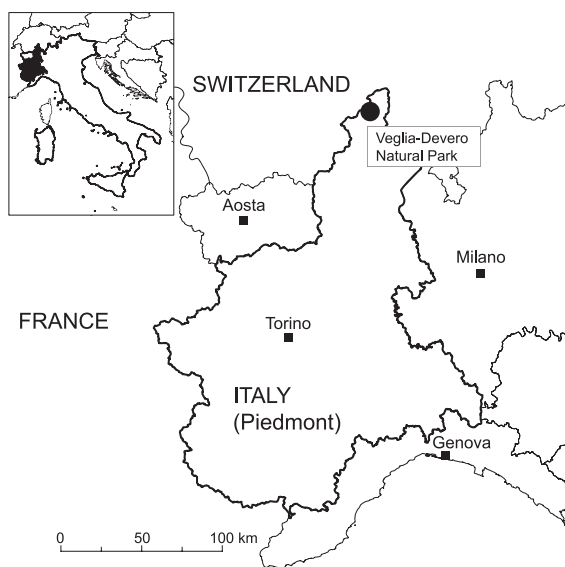 SWITZERLAND
Veglia-Devero
Natural Park
Aosta
Milano
FRANCE
Torino
ITALY
(Piedmont)
Genova
0 50 100 km